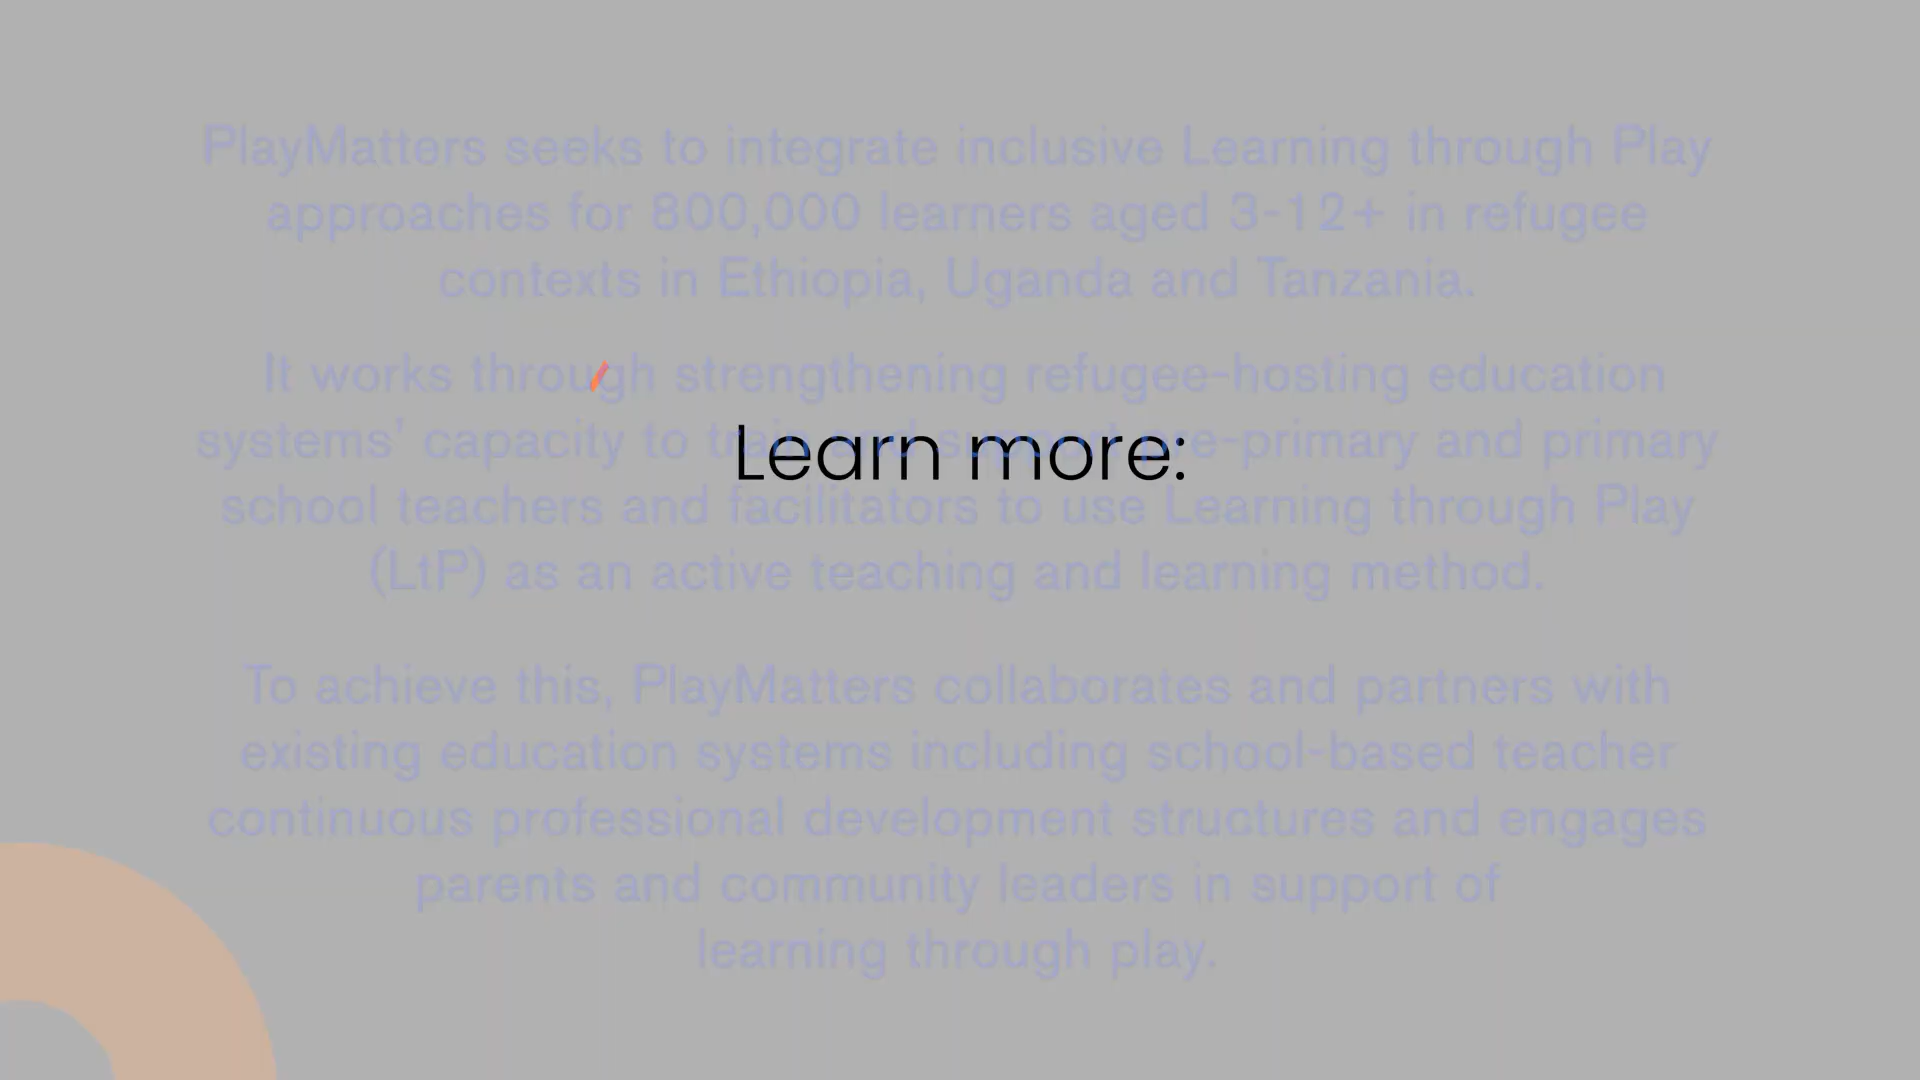 PlayMatters seeks to integrate inclusive Learning through Play
approaches for 800,000 learners aged 3-12+ in refugee
contexts in Ethiopia, Uganda and Tanzania.
It works through strengthening refugee-hosting education
systems’ capacity to train and support pre-primary and primary
Learn more:
school teachers and facilitators to use Learning through Play
(LtP) as an active teaching and learning method.
To achieve this, PlayMatters collaborates and partners with
existing education systems including school-based teacher
continuous professional development structures and engages
parents and community leaders in support of
learning through play.